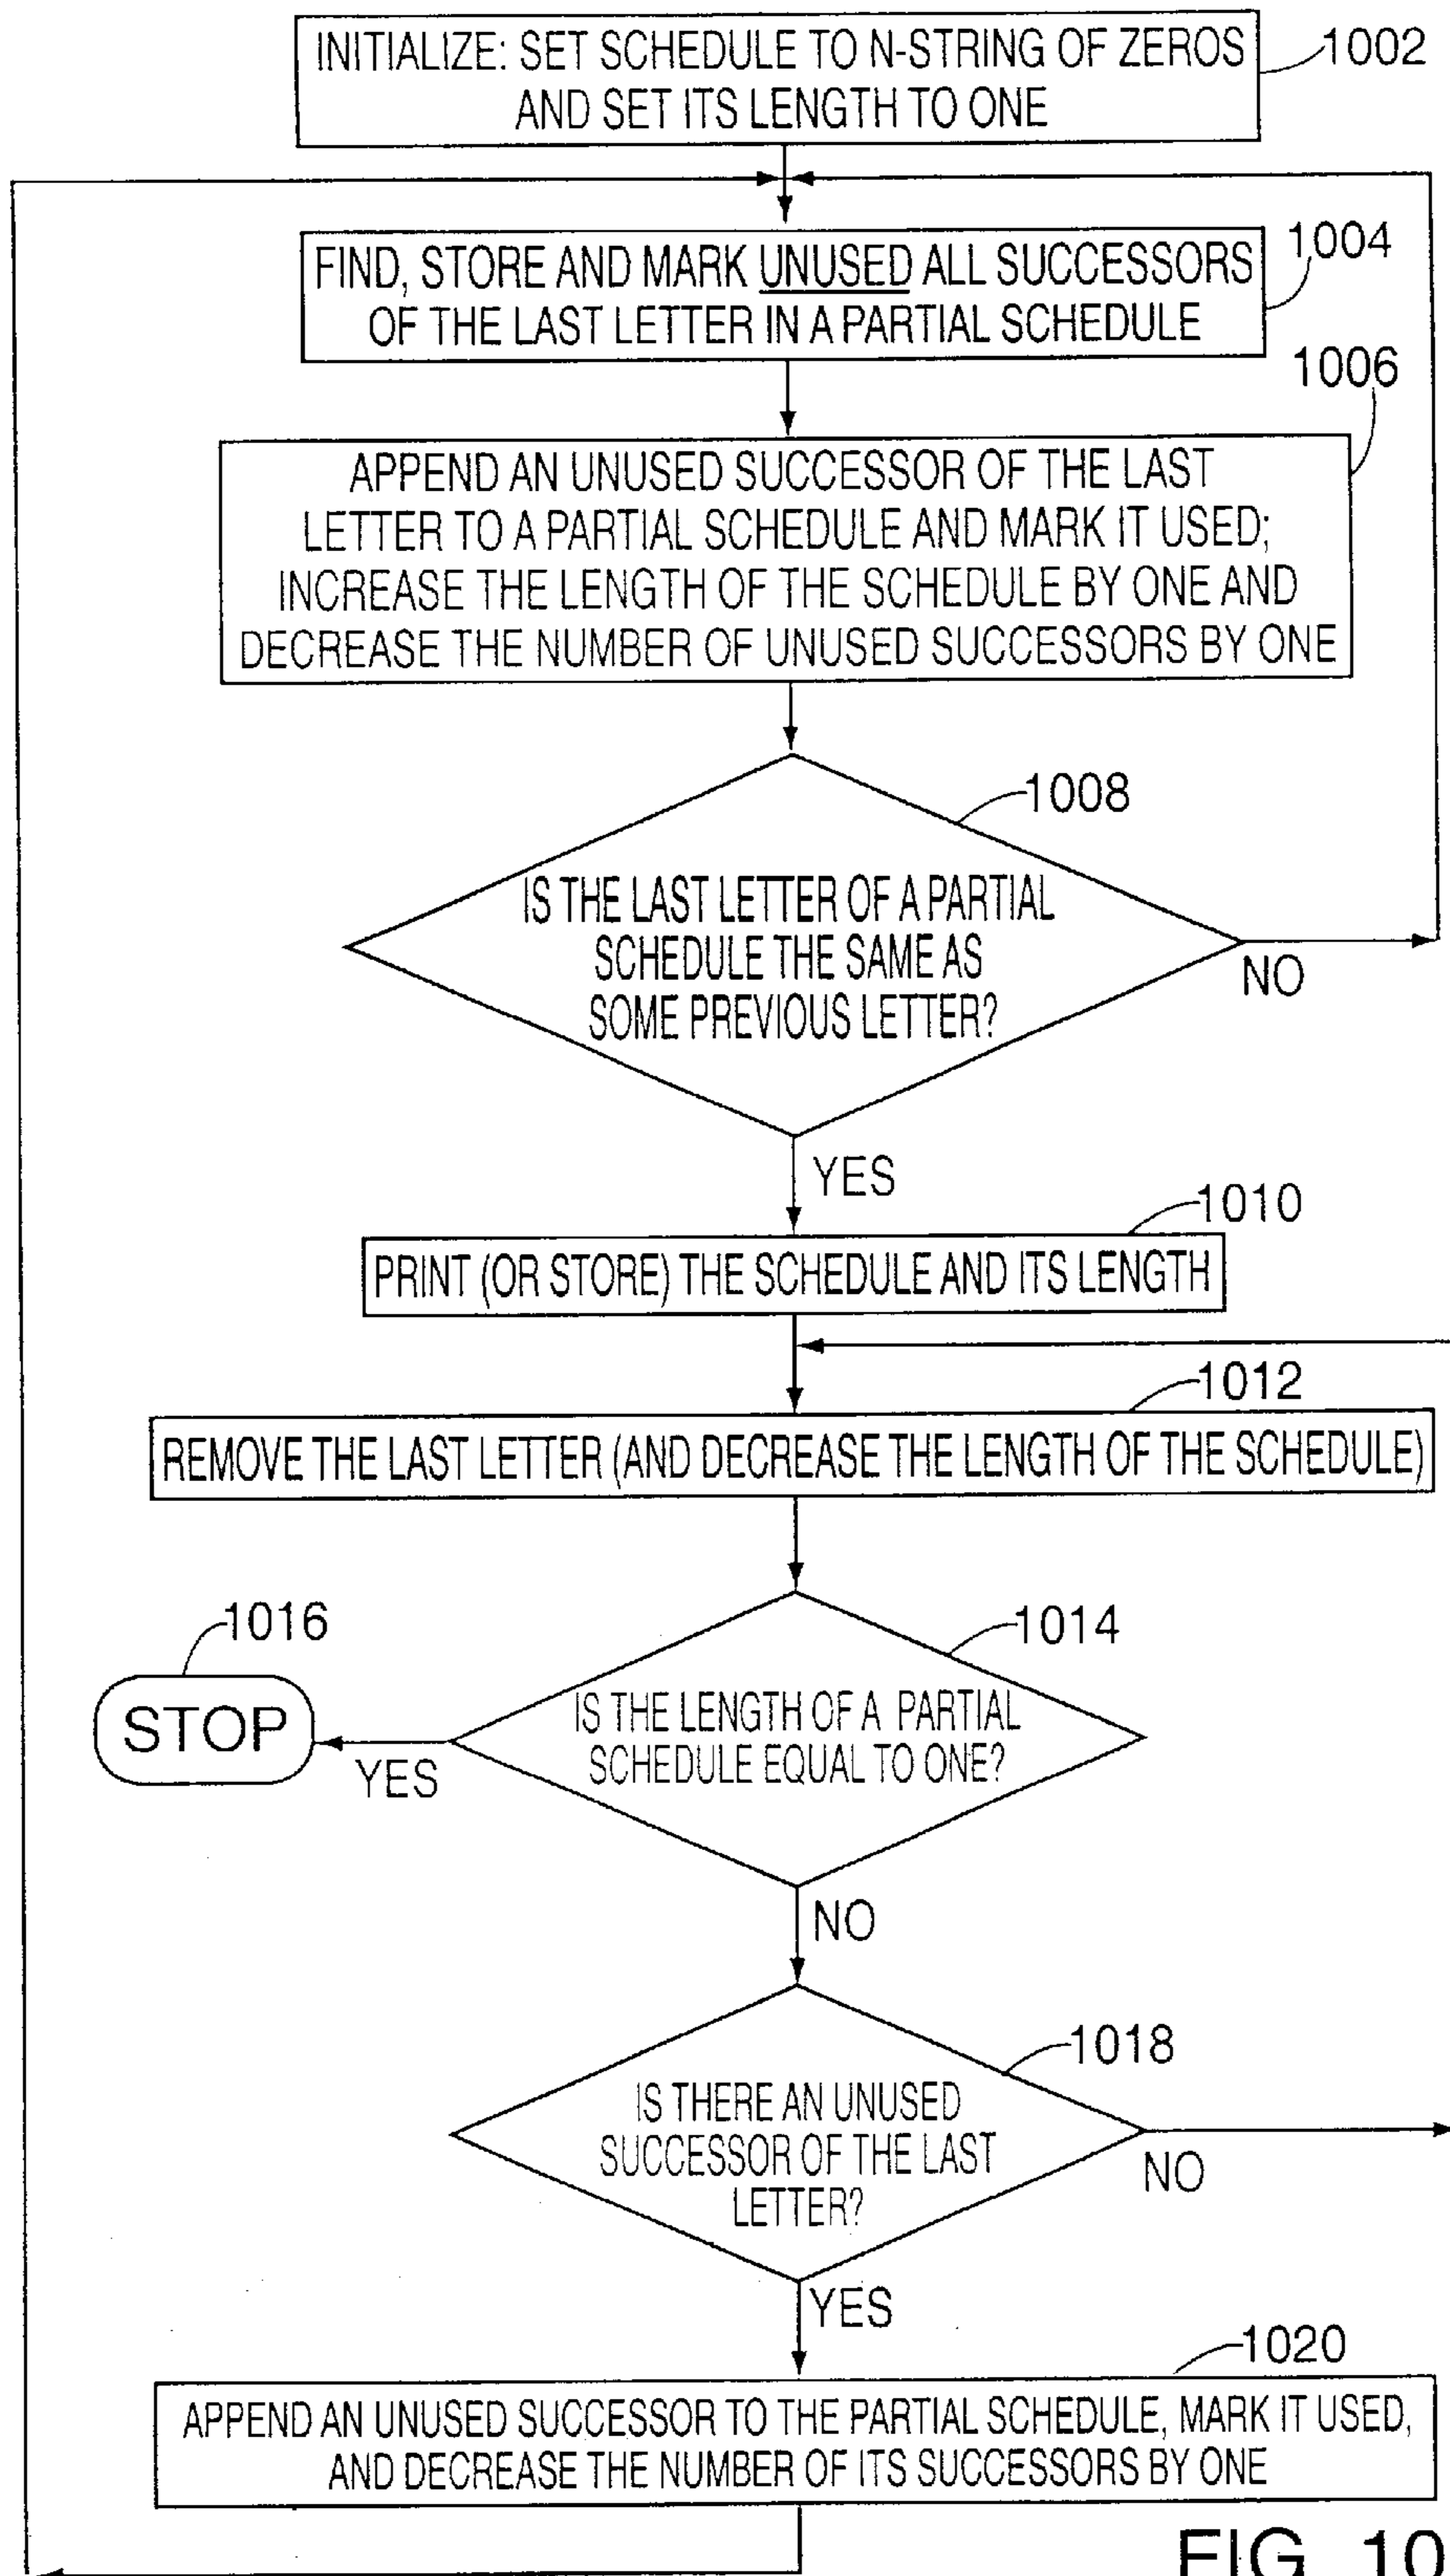 INITIALIZE: SET SCHEDULE TO N-STRING OF ZEROS
AND SET ITS LENGTH TO ONE
1002
FIND, STORE AND MARK UNUSED ALL SUCCESSORS
OF THE LAST LETTER IN A PARTIAL SCHEDULE
1004
1006
APPEND AN UNUSED SUCCESSOR OF THE LAST
LETTER TO A PARTIAL SCHEDULE AND MARK IT USED;
INCREASE THE LENGTH OF THE SCHEDULE BY ONE AND
DECREASE THE NUMBER OF UNUSED SUCCESSORS BY ONE
1008
IS THE LAST LETTER OF A PARTIAL
SCHEDULE THE SAME AS
SOME PREVIOUS LETTER?
NO
YES
1010
PRINT (OR STORE) THE SCHEDULE AND ITS LENGTH
1012
REMOVE THE LAST LETTER (AND DECREASE THE LENGTH OF THE SCHEDULE)
1016
STOP
1014
IS THE LENGTH OF A PARTIAL
SCHEDULE EQUAL TO ONE?
YES
NO
1018
IS THERE AN UNUSED
SUCCESSOR OF THE LAST
LETTER?
NO
YES
1020
APPEND AN UNUSED SUCCESSOR TO THE PARTIAL SCHEDULE, MARK IT USED,
AND DECREASE THE NUMBER OF ITS SUCCESSORS BY ONE
FIG. 10